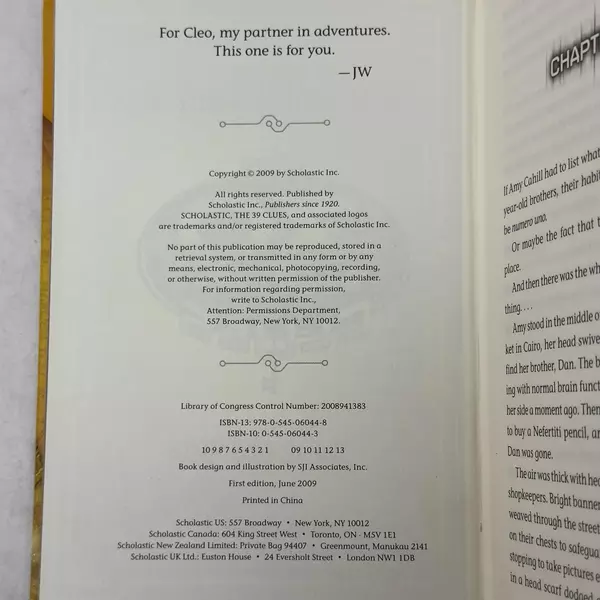 For Cleo, my partner in adventures.
This one is for you.
—JW
Copyright © 2009 by Scholastic Inc.
All rights reserved. Published by
Scholastic Inc., Publishers since 1920.
SCHOLASTIC, THE 39 CLUES, and associated logos
are trademarks and/or registered trademarks of Scholastic Inc.
No part of this publication may be reproduced, stored in a
retrieval system, or transmitted in any form or by any
means, electronic, mechanical, photocopying, recording,
or otherwise, without written permission of the publisher.
For information regarding permission,
write to Scholastic Inc.,
Attention: Permissions Department,
557 Broadway, New York, NY 10012.
Library of Congress Control Number: 2008941383
ISBN-13: 978-0-545-06044-8
ISBN-10: 0-545-06044-3
10 9 8 7 6 5 4 3 2 1 09 10 11 12 13
Book design and illustration by SJI Associates, Inc.
First edition, June 2009
Printed in China
Scholastic US: 557 Broadway • New York, NY 10012
Scholastic Canada: 604 King Street West • Toronto, ON • M5V 1E1
Scholastic New Zealand Limited: Private Bag 94407 • Greenmount, Manukau 2141
Scholastic UK Ltd.: Euston House • 24 Eversholt Street • London NW1 1DB
CHAPT
If Amy Cahill had to list what
year-old brothers, their habi
be numero uno.
Or maybe the fact that t
place.
And then there was the wh
thing. . . .
Amy stood in the middle o
ket in Cairo, her head swive
find her brother, Dan. The b
ing with normal brain funct
her side a moment ago. Then
to buy a Nefertiti pencil, an
Dan was gone.
The air was thick with hea
shopkeepers. Bright banner
weaved through the street
on their chests to safegua
stopping to take pictures e
in a head scarf dodged